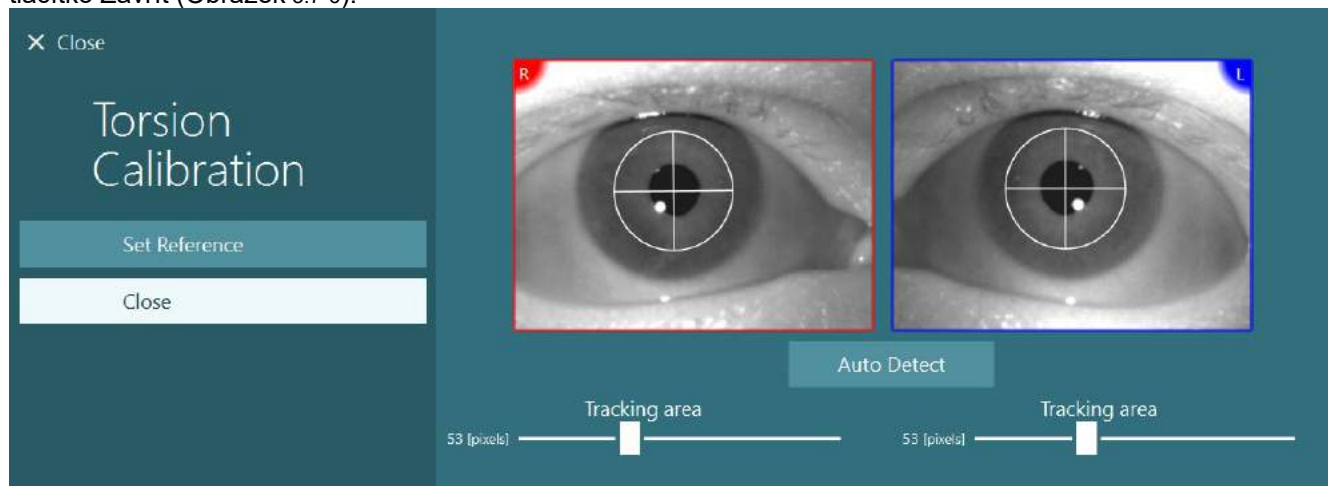 tlačítko Zavřít (Obrázek
✕ Close
Torsion
Calibration
Set Reference
Close
R
L
Auto Detect
Tracking area
53 [pixels]
Tracking area
53 [pixels]